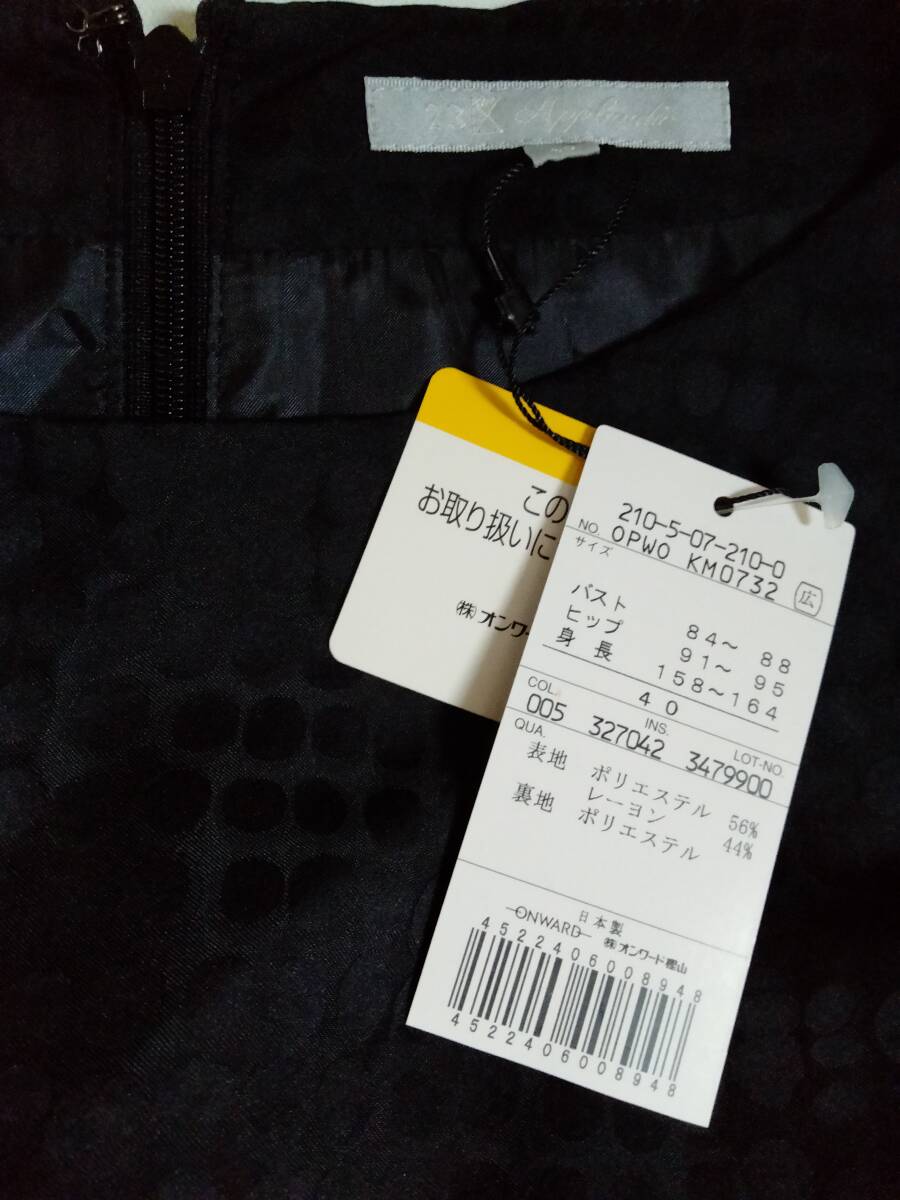 23区 Applaudir
この
お取り扱いに
(株)オンワー
210-5-07-210-0
NO. OPWO KM0732 広
サイズ
バスト 84～ 88
ヒップ 91～ 95
身長 158～164
40
COL. INS. LOT-NO.
005 327042 3479900
QUA.
表地 ポリエステル 56%
レーヨン 44%
裏地 ポリエステル
日本製
ONWARD (株)オンワード樫山
4522406008948
4522406008948